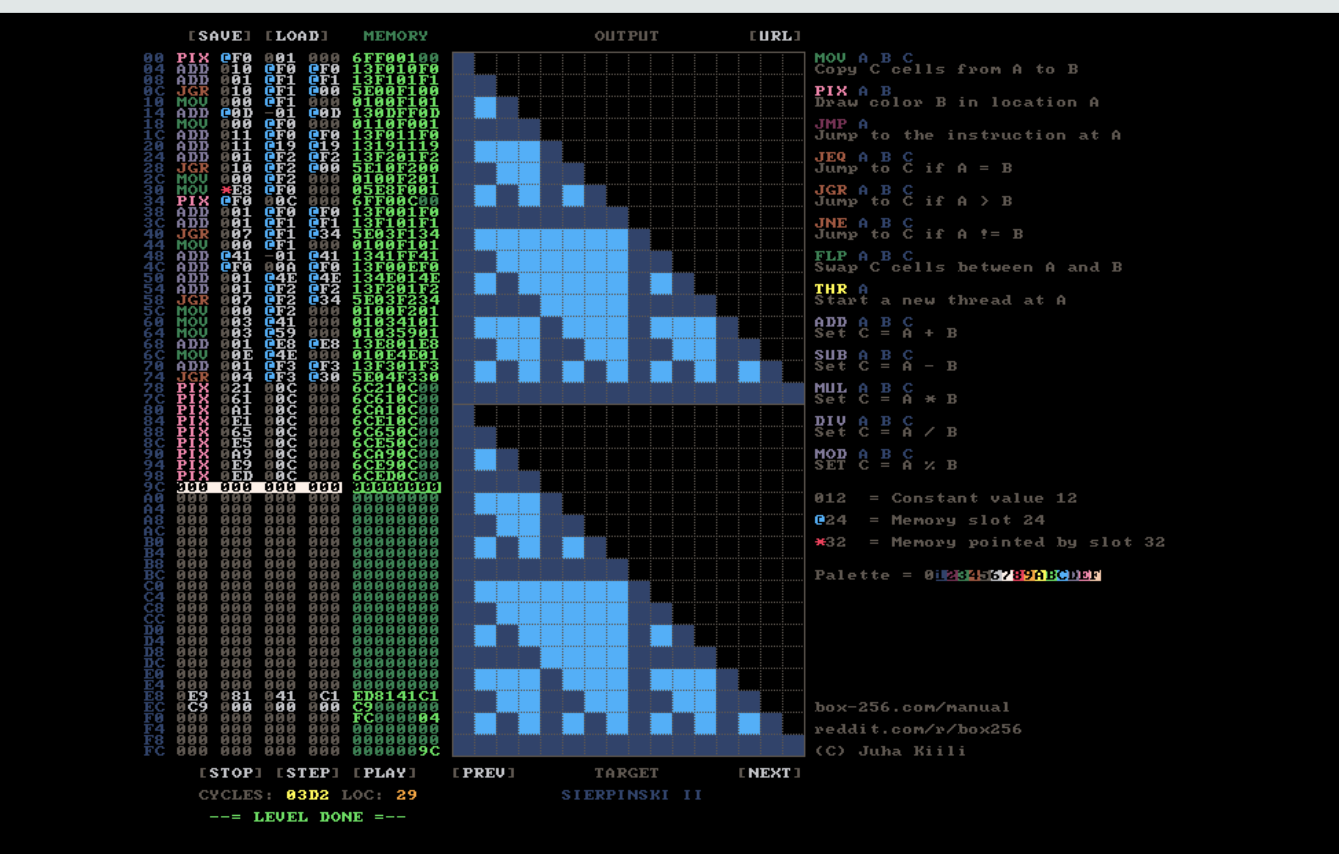 [SAVE] [LOAD] MEMORY OUTPUT [URL]
00 PIX @F0 001 000 6FF00100
04 ADD 010 @F0 @F0 13F010F0
08 ADD 001 @F1 @F1 13F101F1
0C JGR 010 @F1 @00 5E00F100
10 MOV 000 @F1 000 0100F101
14 ADD @0D -01 @0D 130DFF0D
18 MOV 000 @F0 000 0110F001
1C ADD 011 @F0 @F0 13F011F0
20 ADD 011 @19 @19 13191119
24 ADD 001 @F2 @F2 13F201F2
28 JGR 010 @F2 @00 5E10F200
2C MOV 000 @F2 000 0100F201
30 MOV *E8 @F0 000 05E8F001
34 PIX @F0 00C 000 6FF00C00
38 ADD 001 @F0 @F0 13F001F0
3C ADD 001 @F1 @F1 13F101F1
40 JGR 007 @F1 @34 5E03F134
44 MOV 000 @F1 000 0100F101
48 ADD @41 -01 @41 1341FF41
4C ADD @F0 00A @F0 13F00EF0
50 ADD 001 @4E @4E 134E014E
54 ADD 001 @F2 @F2 13F201F2
58 JGR 007 @F2 @34 5E03F234
5C MOV 000 @F2 000 0100F201
60 MOV 003 @41 000 01034101
64 MOV 003 @59 000 01035901
68 ADD 001 @E8 @E8 13E801E8
6C MOV 00E @4E 000 010E4E01
70 ADD 001 @F3 @F3 13F301F3
74 JGR 004 @F3 @30 5E04F330
78 PIX 021 00C 000 6C210C00
7C PIX 061 00C 000 6C610C00
80 PIX 0A1 00C 000 6CA10C00
84 PIX 0E1 00C 000 6CE10C00
88 PIX 065 00C 000 6C650C00
8C PIX 0E5 00C 000 6CE50C00
90 PIX 0A9 00C 000 6CA90C00
94 PIX 0E9 00C 000 6CE90C00
98 PIX 0ED 00C 000 6CED0C00
9C 000 000 000 000 00000000
A0 000 000 000 000 00000000
A4 000 000 000 000 00000000
A8 000 000 000 000 00000000
AC 000 000 000 000 00000000
B0 000 000 000 000 00000000
B4 000 000 000 000 00000000
B8 000 000 000 000 00000000
BC 000 000 000 000 00000000
C0 000 000 000 000 00000000
C4 000 000 000 000 00000000
C8 000 000 000 000 00000000
CC 000 000 000 000 00000000
D0 000 000 000 000 00000000
D4 000 000 000 000 00000000
D8 000 000 000 000 00000000
DC 000 000 000 000 00000000
E0 000 000 000 000 00000000
E4 000 000 000 000 00000000
E8 0E9 081 041 0C1 ED8141C1
EC 0C9 000 000 000 C9000000
F0 000 000 000 000 FC000004
F4 000 000 000 000 00000000
F8 000 000 000 000 00000000
FC 000 000 000 000 0000009C
[STOP] [STEP] [PLAY] [PREV] TARGET [NEXT]
CYCLES: 03D2 LOC: 29 SIERPINSKI II
--= LEVEL DONE =--
MOV A B C
Copy C cells from A to B
PIX A B
Draw color B in location A
JMP A
Jump to the instruction at A
JEQ A B C
Jump to C if A = B
JGR A B C
Jump to C if A > B
JNE A B C
Jump to C if A != B
FLP A B C
Swap C cells between A and B
THR A
Start a new thread at A
ADD A B C
Set C = A + B
SUB A B C
Set C = A - B
MUL A B C
Set C = A * B
DIV A B C
Set C = A / B
MOD A B C
SET C = A % B
012 = Constant value 12
@24 = Memory slot 24
*32 = Memory pointed by slot 32
Palette = 0123456789ABCDEF
box-256.com/manual
reddit.com/r/box256
(C) Juha Kiili